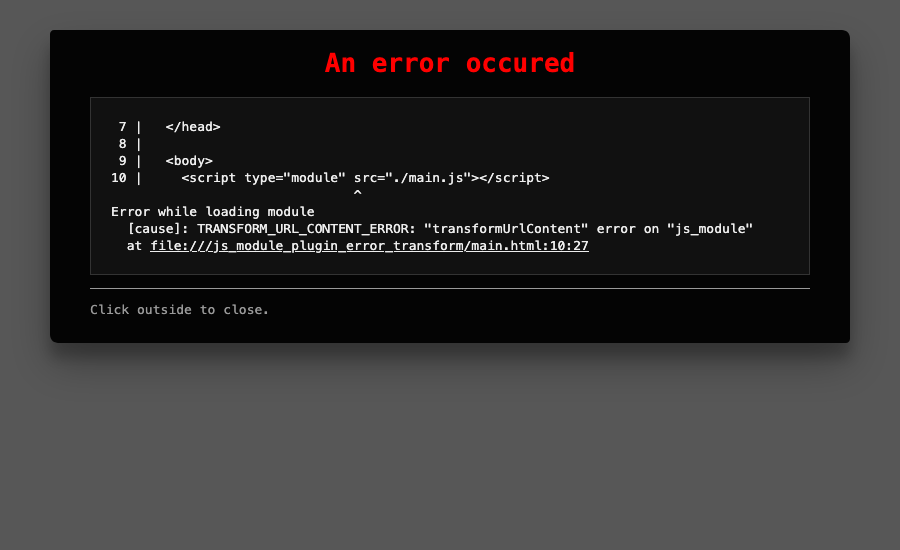 An error occured
 7 |   </head>
 8 |
 9 |   <body>
10 |     <script type="module" src="./main.js"></script>
                               ^
Error while loading module
  [cause]: TRANSFORM_URL_CONTENT_ERROR: "transformUrlContent" error on "js_module"
  at file:///js_module_plugin_error_transform/main.html:10:27
Click outside to close.